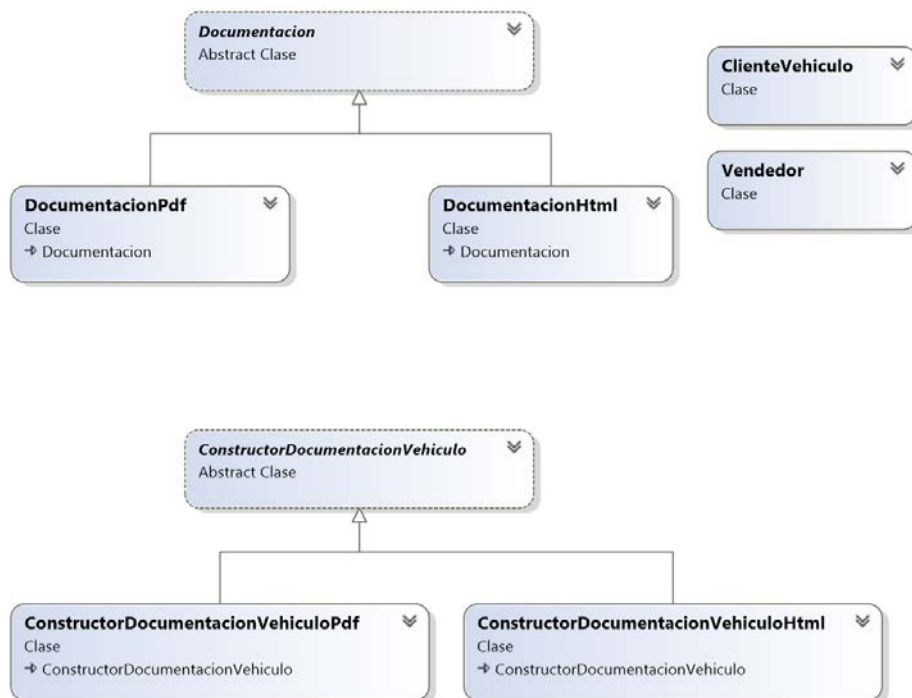 Documentacion
Abstract Clase
ClienteVehiculo
Clase
Vendedor
Clase
DocumentacionPdf
Clase
Documentacion
DocumentacionHtml
Clase
Documentacion
ConstructorDocumentacionVehiculo
Abstract Clase
ConstructorDocumentacionVehiculoPdf
Clase
ConstructorDocumentacionVehiculo
ConstructorDocumentacionVehiculoHtml
Clase
ConstructorDocumentacionVehiculo